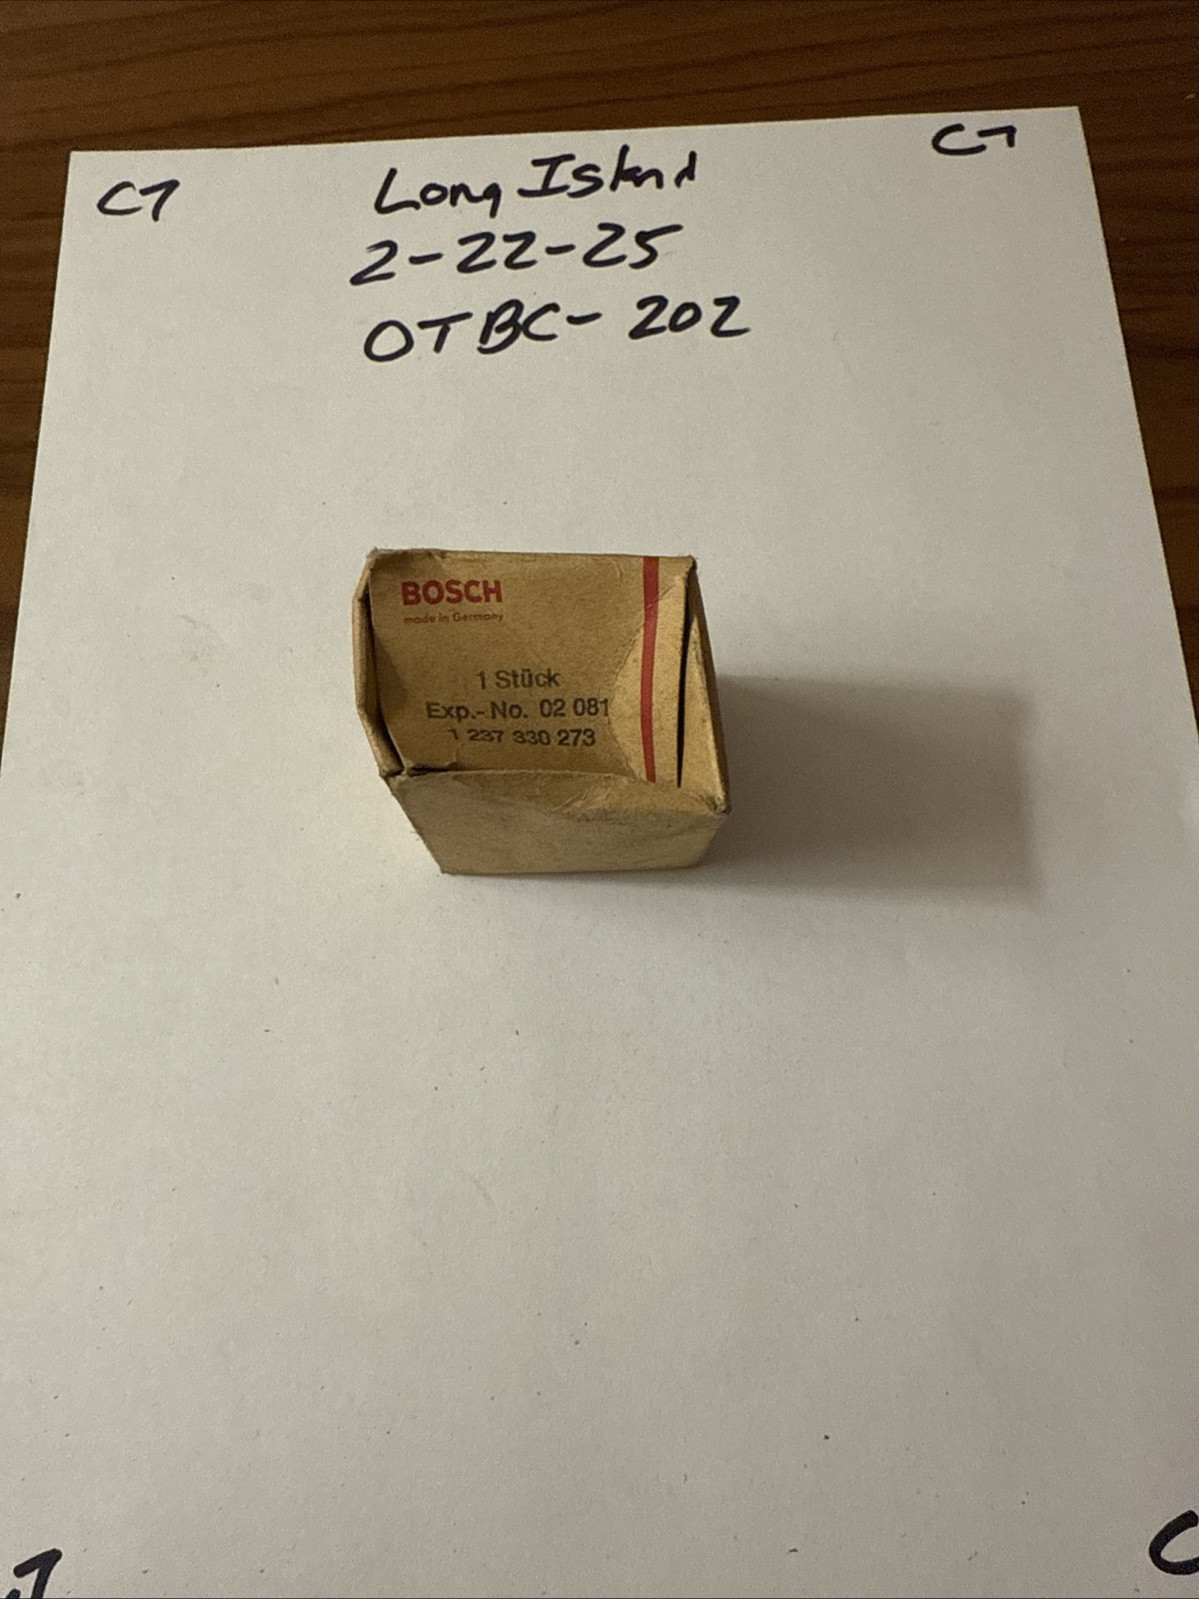 C7
Long Island
C7
2-22-25
OTBC-202
BOSCH
made in Germany
1 Stück
Exp.-No. 02 081
1 237 330 273